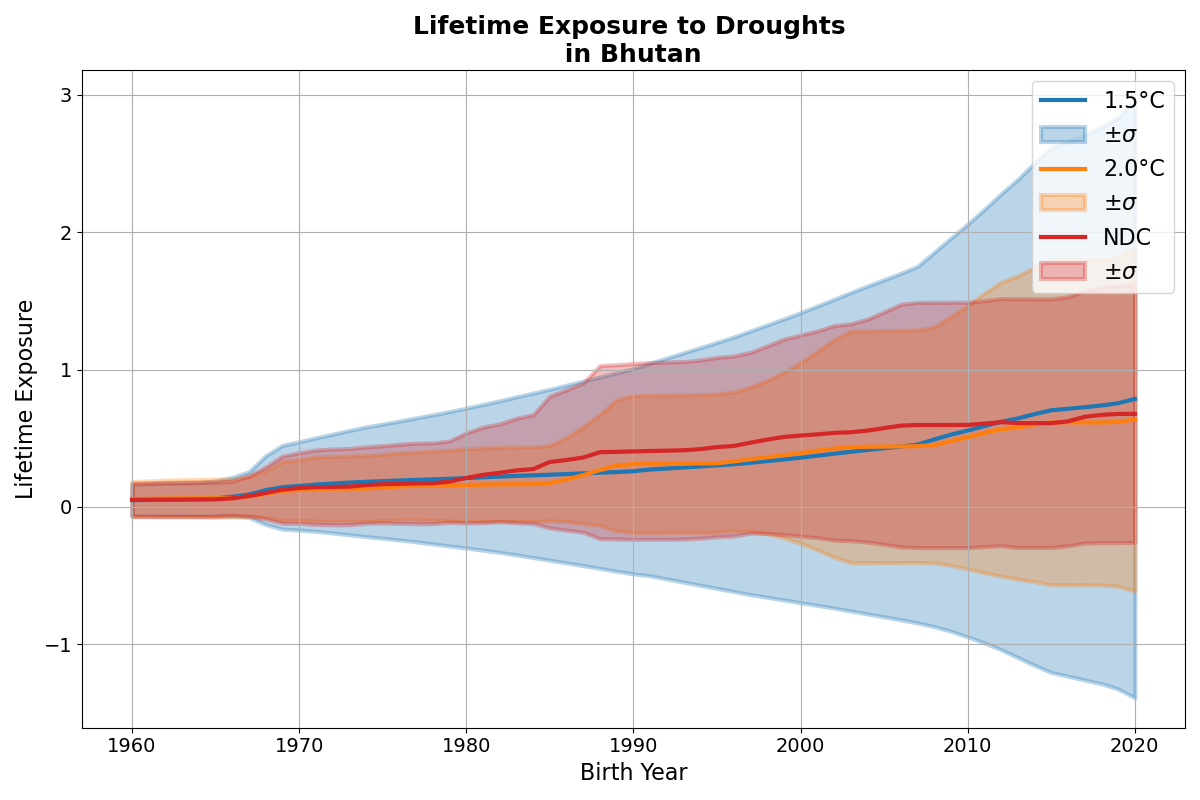 Lifetime Exposure to Droughts
in Bhutan
3
2
1
0
−1
Lifetime Exposure
1960
1970
1980
1990
2000
2010
2020
Birth Year
1.5°C
±σ
2.0°C
±σ
NDC
±σ